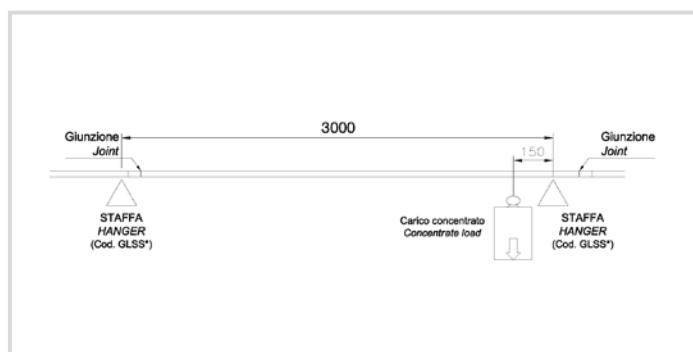 3000
Giunzione
Joint
Giunzione
Joint
150
STAFFA
HANGER
(Cod. GLSS*)
Carico concentrato
Concentrate load
STAFFA
HANGER
(Cod. GLSS*)